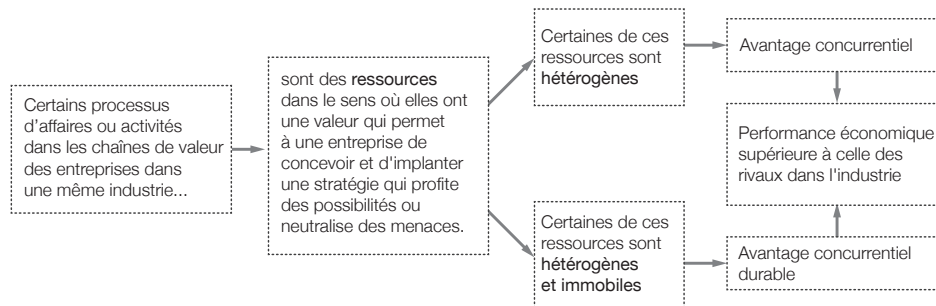 Certains processus
d'affaires ou activités
dans les chaînes de valeur
des entreprises dans
une même industrie...
sont des ressources
dans le sens où elles ont
une valeur qui permet
à une entreprise de
concevoir et d'implanter
une stratégie qui profite
des possibilités ou
neutralise des menaces.
Certaines de ces
ressources sont
hétérogènes
Avantage concurrentiel
Performance économique
supérieure à celle des
rivaux dans l'industrie
Certaines de ces
ressources sont
hétérogènes
et immobiles
Avantage concurrentiel
durable